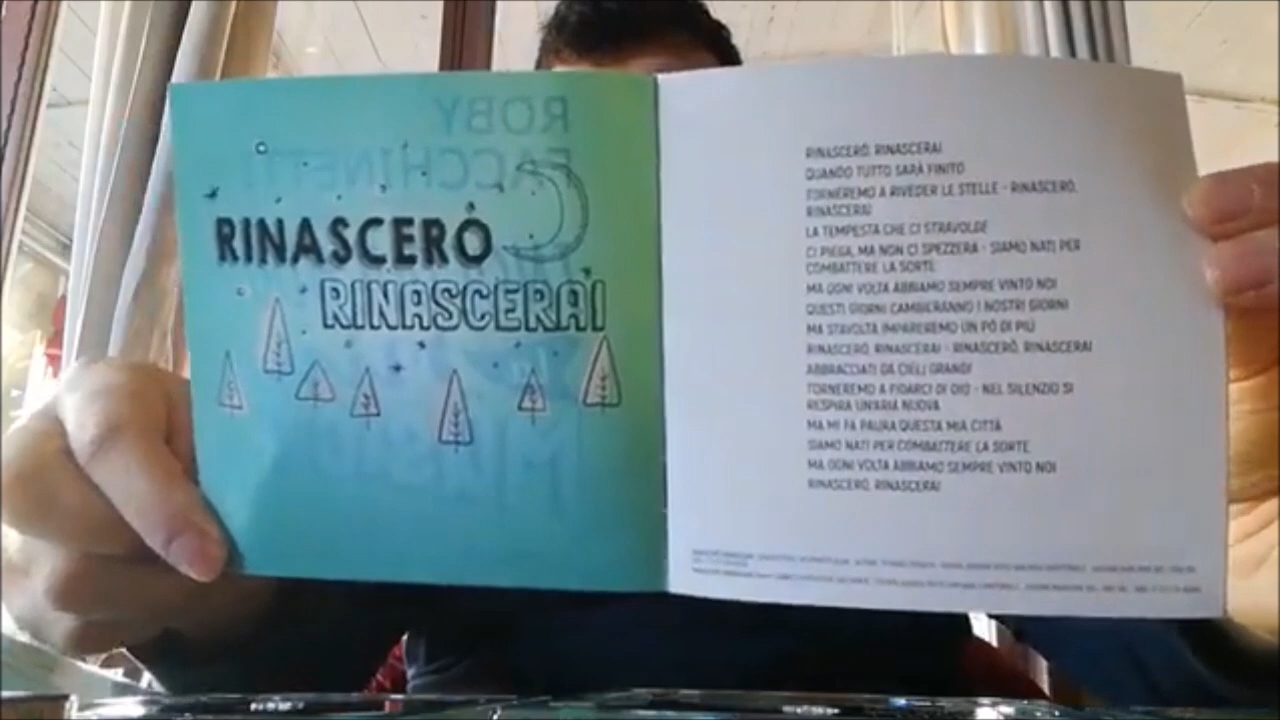 ROBY
FACCHINETTI
RINASCERÒ
RINASCERAI
RINASCERÒ, RINASCERAI
QUANDO TUTTO SARÀ FINITO
TORNEREMO A RIVEDER LE STELLE - RINASCERÒ,
RINASCERAI
LA TEMPESTA CHE CI STRAVOLGE
CI PIEGA, MA NON CI SPEZZERÀ - SIAMO NATI PER
COMBATTERE LA SORTE
MA OGNI VOLTA ABBIAMO SEMPRE VINTO NOI
QUESTI GIORNI CAMBIERANNO I NOSTRI GIORNI
MA STAVOLTA IMPAREREMO UN PÒ DI PIÙ
RINASCERÒ, RINASCERAI - RINASCERÒ, RINASCERAI
ABBRACCIATI DA CIELI GRANDI
TORNEREMO A FIDARCI DI DIO - NEL SILENZIO SI
RESPIRA UN'ARIA NUOVA
MA MI FA PAURA QUESTA MIA CITTÀ
SIAMO NATI PER COMBATTERE LA SORTE
MA OGNI VOLTA ABBIAMO SEMPRE VINTO NOI
RINASCERÒ, RINASCERAI